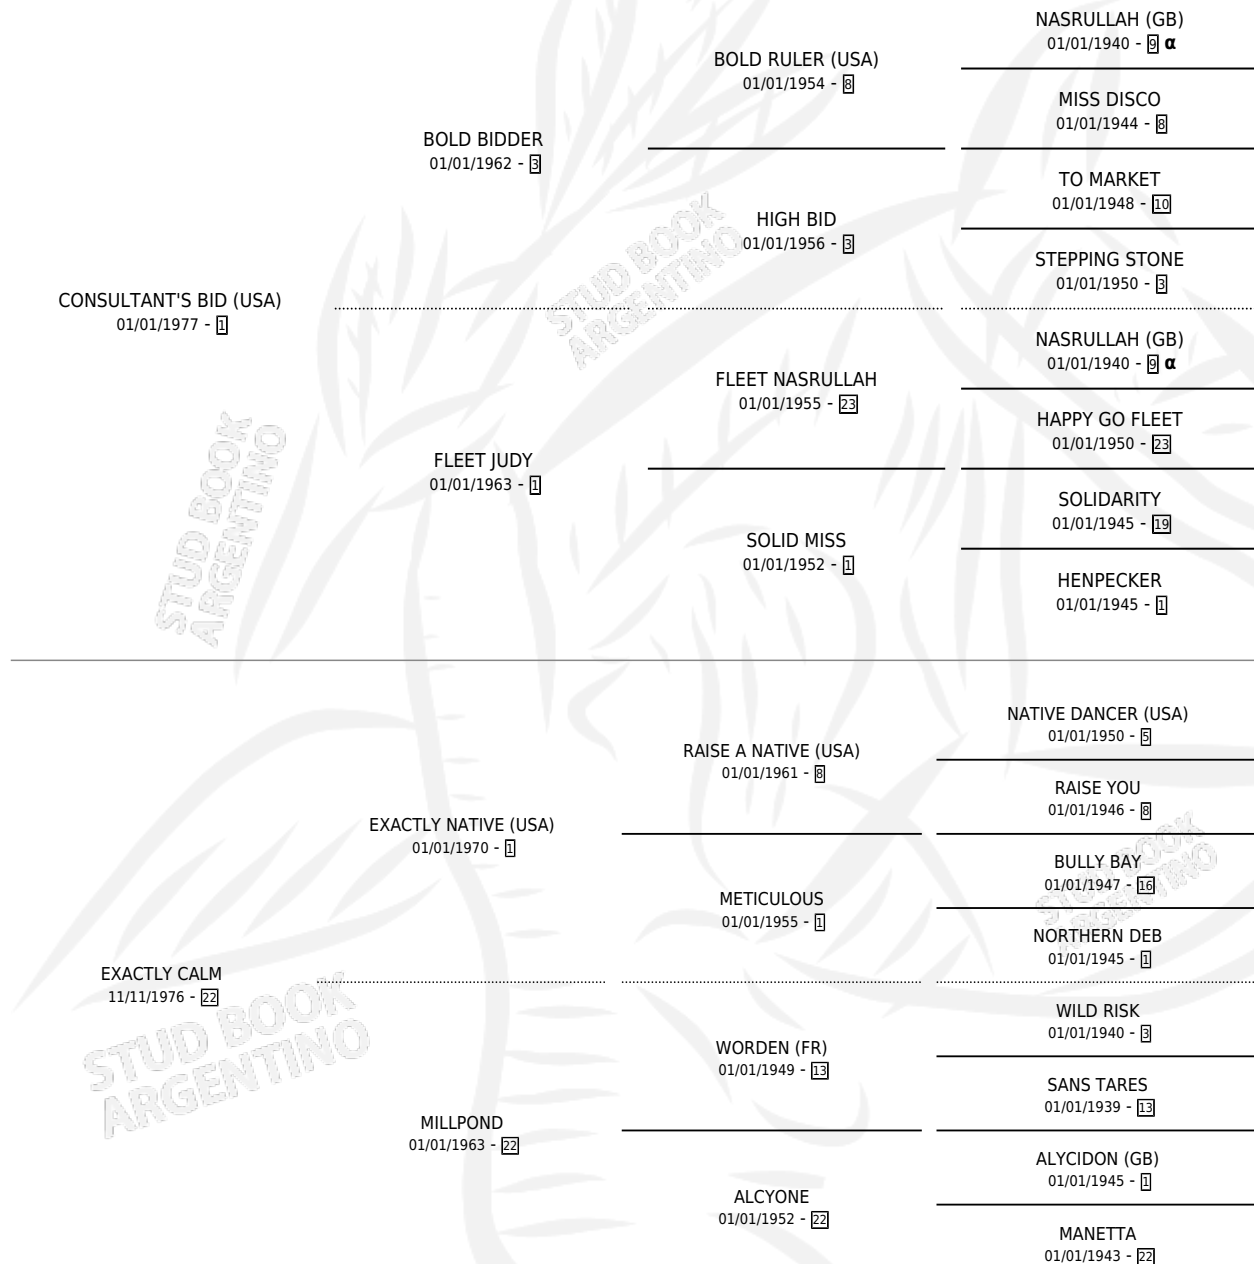 NASRULLAH (GB)
01/01/1940 - 9 α
BOLD RULER (USA)
01/01/1954 - 8
MISS DISCO
01/01/1944 - 8
BOLD BIDDER
01/01/1962 - 3
TO MARKET
01/01/1948 - 10
HIGH BID
01/01/1956 - 3
STEPPING STONE
01/01/1950 - 3
CONSULTANT'S BID (USA)
01/01/1977 - 1
NASRULLAH (GB)
01/01/1940 - 9 α
FLEET NASRULLAH
01/01/1955 - 23
HAPPY GO FLEET
01/01/1950 - 23
FLEET JUDY
01/01/1963 - 1
SOLIDARITY
01/01/1945 - 19
SOLID MISS
01/01/1952 - 1
HENPECKER
01/01/1945 - 1
NATIVE DANCER (USA)
01/01/1950 - 5
RAISE A NATIVE (USA)
01/01/1961 - 8
RAISE YOU
01/01/1946 - 8
EXACTLY NATIVE (USA)
01/01/1970 - 1
BULLY BAY
01/01/1947 - 16
METICULOUS
01/01/1955 - 1
NORTHERN DEB
01/01/1945 - 1
EXACTLY CALM
11/11/1976 - 22
WILD RISK
01/01/1940 - 3
WORDEN (FR)
01/01/1949 - 13
SANS TARES
01/01/1939 - 13
MILLPOND
01/01/1963 - 22
ALYCIDON (GB)
01/01/1945 - 1
ALCYONE
01/01/1952 - 22
MANETTA
01/01/1943 - 22
STUD BOOK
ARGENTINO
STUD BOOK
ARGENTINO
STUD BOOK
ARGENTINO
STUD BOOK
ARGENTINO